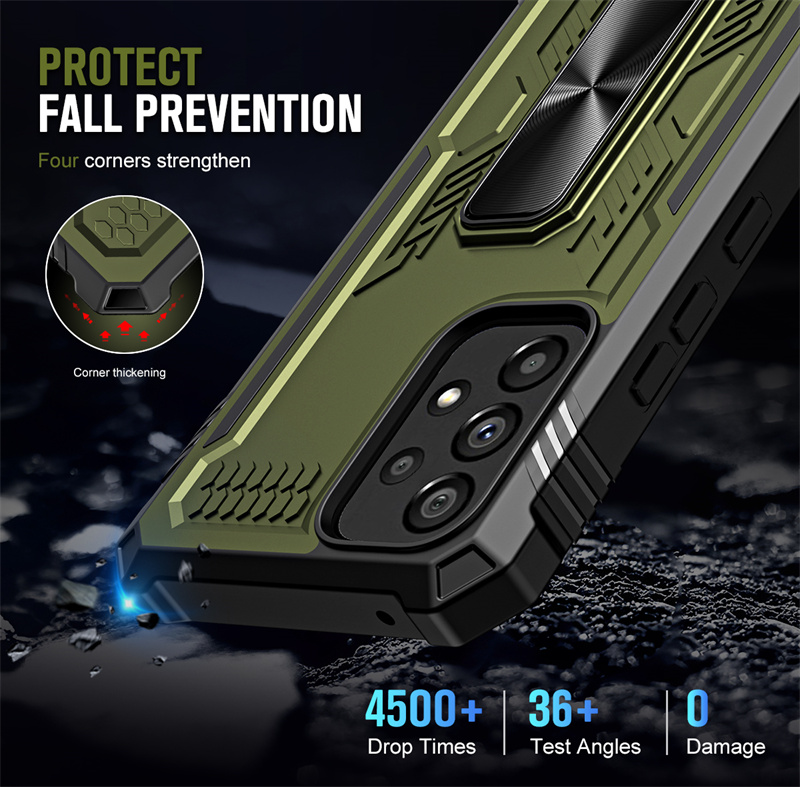 PROTECT
FALL PREVENTION
Four corners strengthen
Corner thickening
4500+
Drop Times
36+
Test Angles
0
Damage